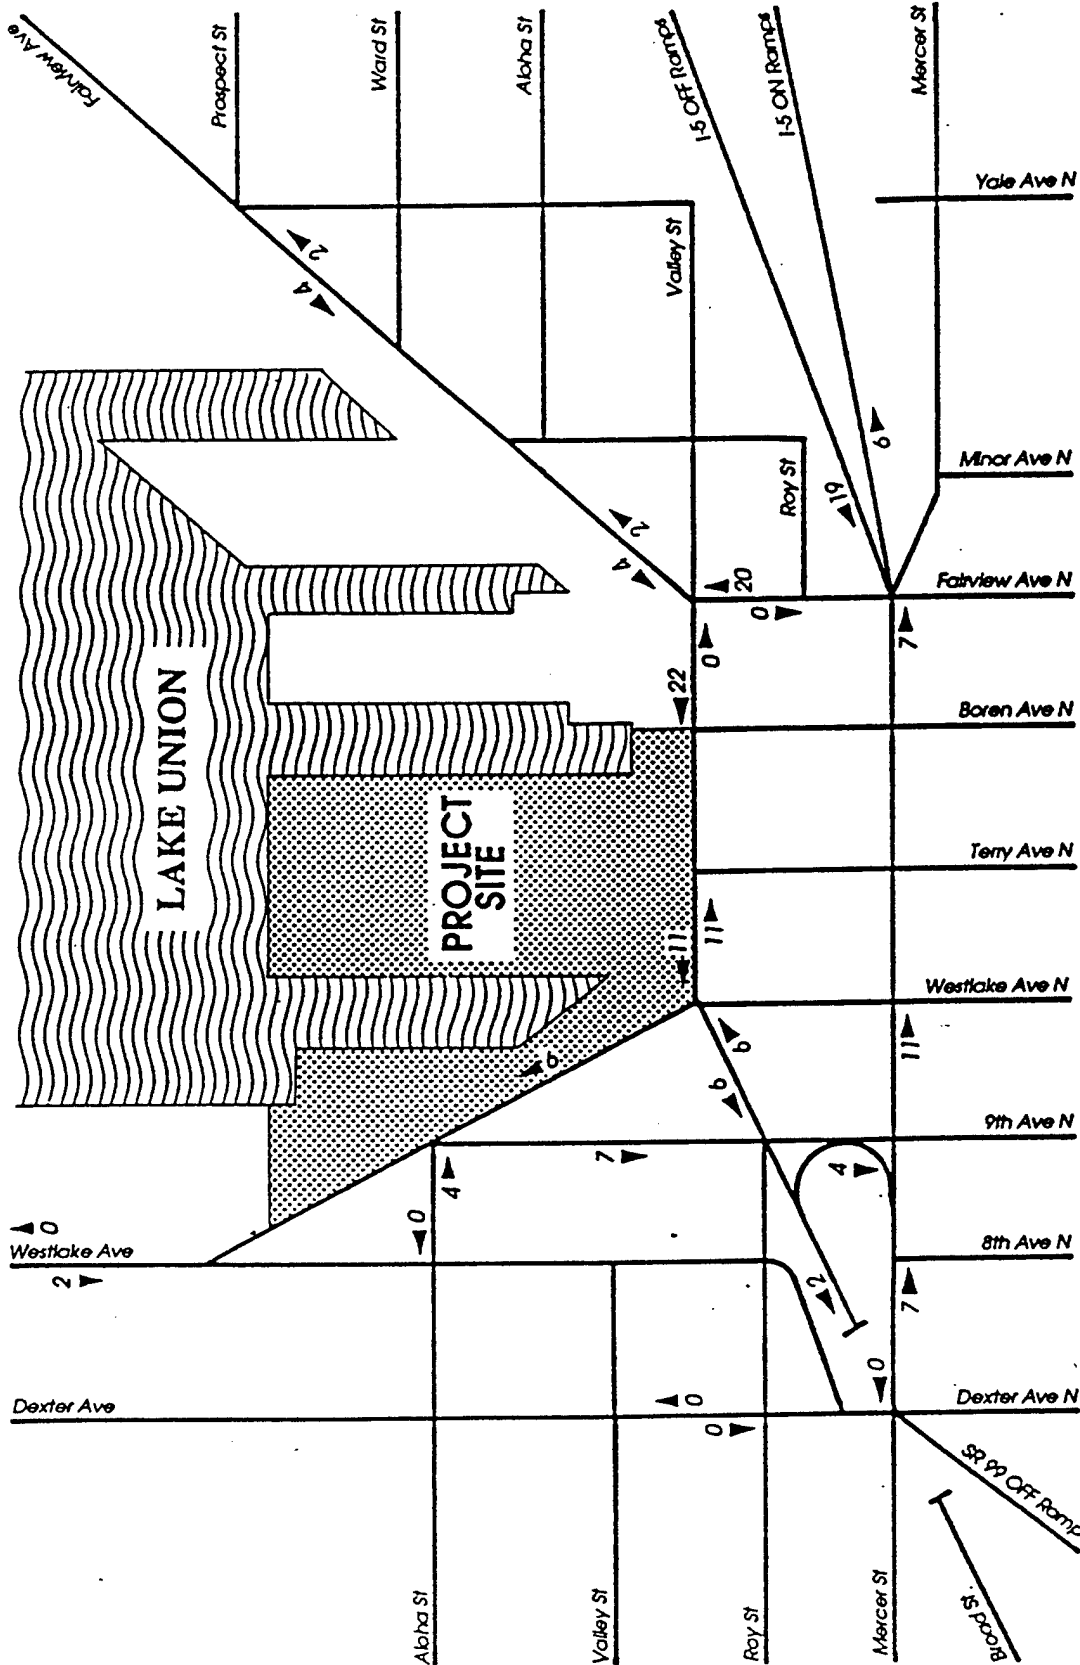 Fairview Ave
Prospect St
Ward St
Aloha St
I-5 OFF Ramps
I-5 ON Ramps
Mercer St
Yale Ave N
2
4
Valley St
LAKE UNION
6
19
Minor Ave N
2
4
Roy St
20
0
Fairview Ave N
0
7
22
Boren Ave N
PROJECT
SITE
Terry Ave N
11
11
Westlake Ave N
6
9
6
11
9th Ave N
7
4
4
0
0
Westlake Ave
2
8th Ave N
2
7
0
Dexter Ave
0
0
Dexter Ave N
SR 99 OFF Ramp
Aloha St
Valley St
Roy St
Mercer St
Broad St.